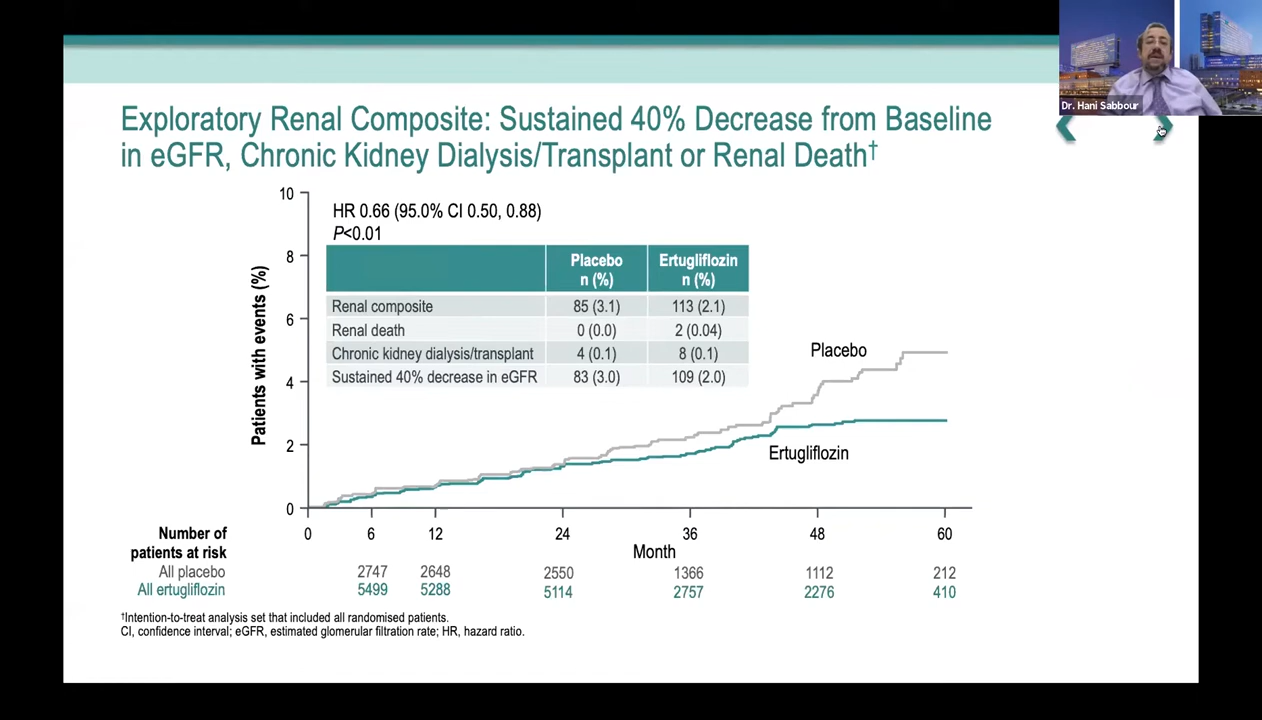 Dr. Hani Sabbour
Exploratory Renal Composite: Sustained 40% Decrease from Baseline
in eGFR, Chronic Kidney Dialysis/Transplant or Renal Death†
10
8
6
4
2
0
Patients with events (%)
HR 0.66 (95.0% CI 0.50, 0.88)
P<0.01
Placebo n (%) Ertugliflozin n (%)
Renal composite 85 (3.1) 113 (2.1)
Renal death 0 (0.0) 2 (0.04)
Chronic kidney dialysis/transplant 4 (0.1) 8 (0.1)
Sustained 40% decrease in eGFR 83 (3.0) 109 (2.0)
Placebo
Ertugliflozin
0 6 12 24 36 48 60
Month
Number of
patients at risk
All placebo 2747 2648 2550 1366 1112 212
All ertugliflozin 5499 5288 5114 2757 2276 410
†Intention-to-treat analysis set that included all randomised patients.
CI, confidence interval; eGFR, estimated glomerular filtration rate; HR, hazard ratio.